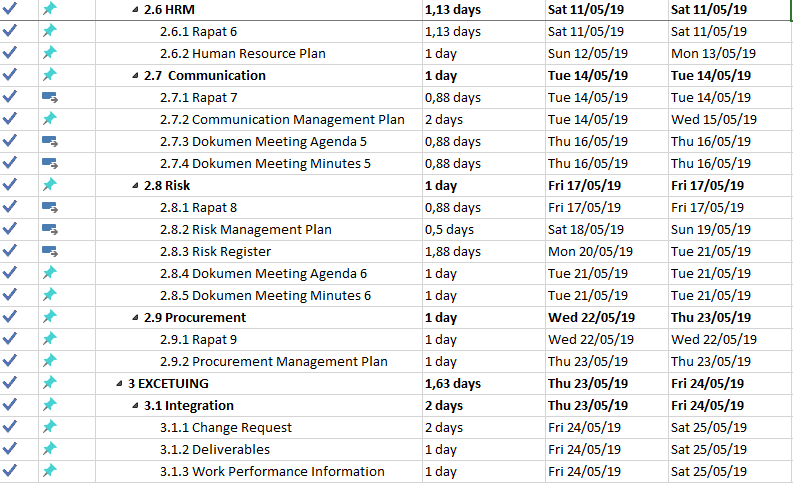 2.6 HRM 1,13 days Sat 11/05/19 Sat 11/05/19
2.6.1 Rapat 6 1,13 days Sat 11/05/19 Sat 11/05/19
2.6.2 Human Resource Plan 1 day Sun 12/05/19 Mon 13/05/19
2.7 Communication 1 day Tue 14/05/19 Tue 14/05/19
2.7.1 Rapat 7 0,88 days Tue 14/05/19 Tue 14/05/19
2.7.2 Communication Management Plan 2 days Tue 14/05/19 Wed 15/05/19
2.7.3 Dokumen Meeting Agenda 5 0,88 days Thu 16/05/19 Thu 16/05/19
2.7.4 Dokumen Meeting Minutes 5 0,88 days Thu 16/05/19 Thu 16/05/19
2.8 Risk 1 day Fri 17/05/19 Fri 17/05/19
2.8.1 Rapat 8 0,88 days Fri 17/05/19 Fri 17/05/19
2.8.2 Risk Management Plan 0,5 days Sat 18/05/19 Sun 19/05/19
2.8.3 Risk Register 1,88 days Mon 20/05/19 Tue 21/05/19
2.8.4 Dokumen Meeting Agenda 6 1 day Tue 21/05/19 Tue 21/05/19
2.8.5 Dokumen Meeting Minutes 6 1 day Tue 21/05/19 Tue 21/05/19
2.9 Procurement 1 day Wed 22/05/19 Thu 23/05/19
2.9.1 Rapat 9 1 day Wed 22/05/19 Wed 22/05/19
2.9.2 Procurement Management Plan 1 day Thu 23/05/19 Thu 23/05/19
3 EXCETUING 1,63 days Thu 23/05/19 Fri 24/05/19
3.1 Integration 2 days Thu 23/05/19 Fri 24/05/19
3.1.1 Change Request 2 days Fri 24/05/19 Sat 25/05/19
3.1.2 Deliverables 1 day Fri 24/05/19 Sat 25/05/19
3.1.3 Work Performance Information 1 day Fri 24/05/19 Sat 25/05/19